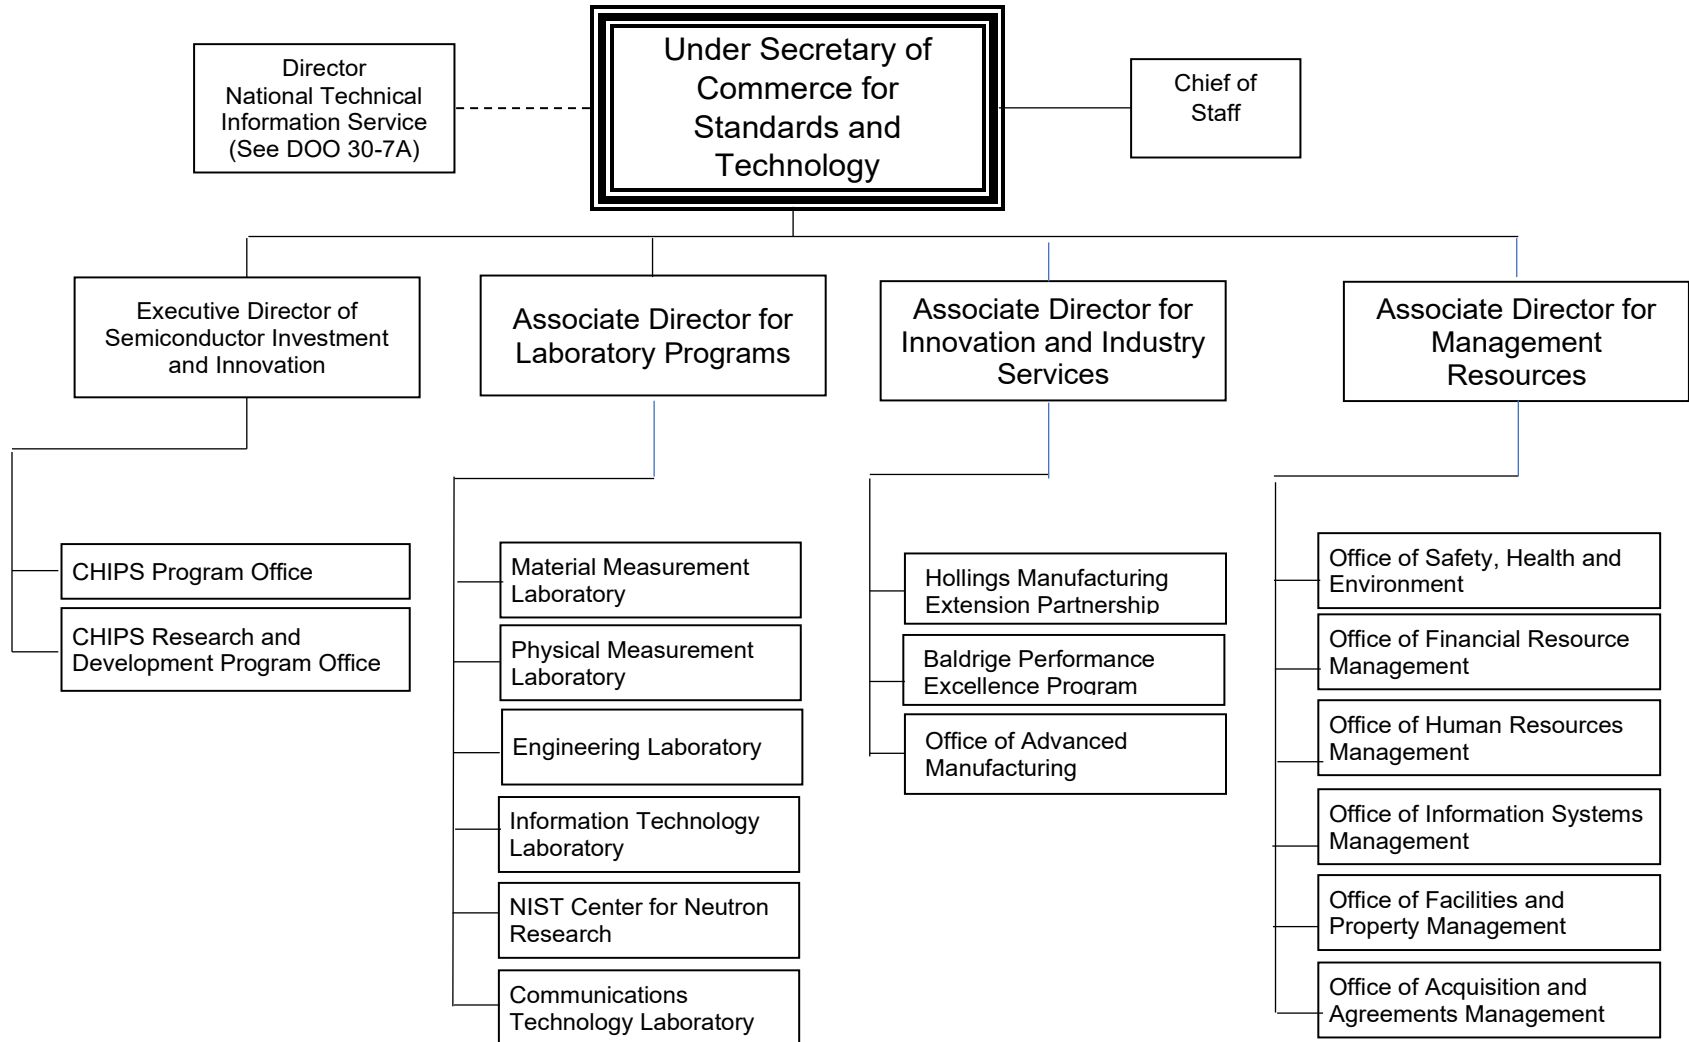 Under Secretary of
Commerce for
Standards and
Technology
Director
National Technical
Information Service
(See DOO 30-7A)
Chief of
Staff
Executive Director of
Semiconductor Investment
and Innovation
Associate Director for
Laboratory Programs
Associate Director for
Innovation and Industry
Services
Associate Director for
Management
Resources
CHIPS Program Office
CHIPS Research and
Development Program Office
Material Measurement
Laboratory
Physical Measurement
Laboratory
Engineering Laboratory
Information Technology
Laboratory
NIST Center for Neutron
Research
Communications
Technology Laboratory
Hollings Manufacturing
Extension Partnership
Baldrige Performance
Excellence Program
Office of Advanced
Manufacturing
Office of Safety, Health and
Environment
Office of Financial Resource
Management
Office of Human Resources
Management
Office of Information Systems
Management
Office of Facilities and
Property Management
Office of Acquisition and
Agreements Management